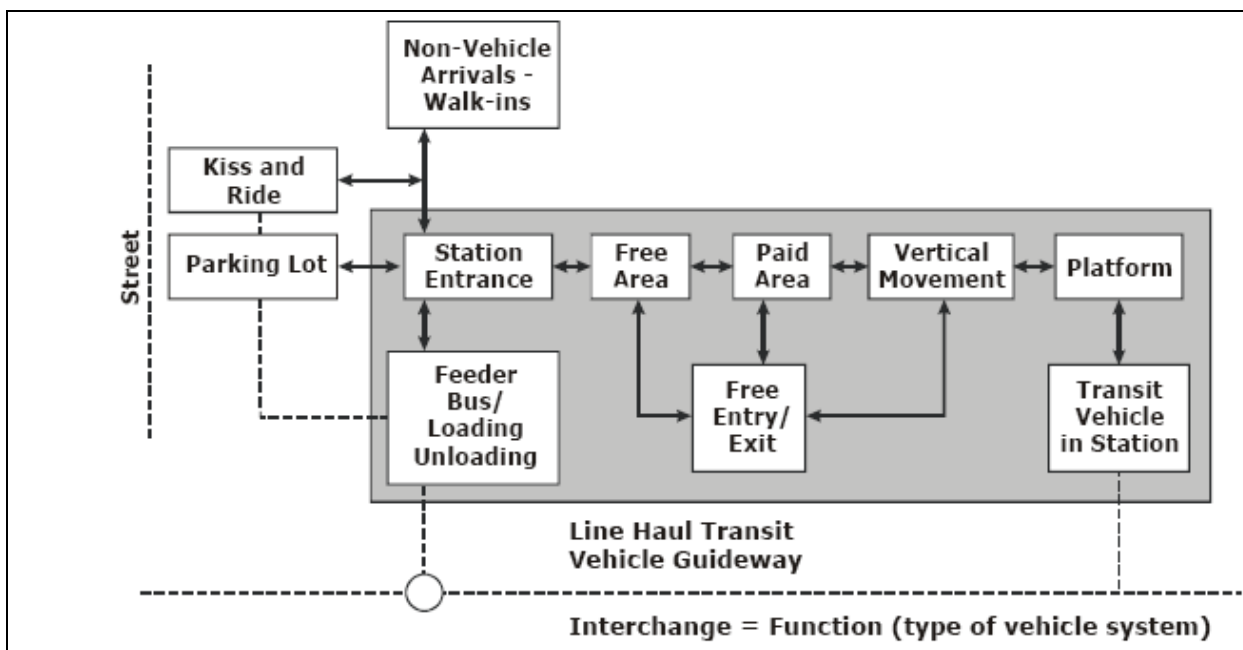 Non-Vehicle
Arrivals -
Walk-ins
Kiss and
Ride
Street
Parking Lot
Station
Entrance
Free
Area
Paid
Area
Vertical
Movement
Platform
Feeder
Bus/
Loading
Unloading
Free
Entry/
Exit
Transit
Vehicle
in Station
Line Haul Transit
Vehicle Guideway
Interchange = Function (type of vehicle system)